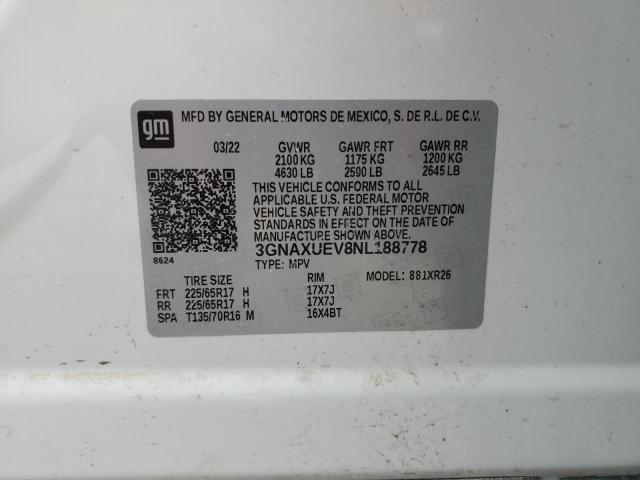 gm
MFD BY GENERAL MOTORS DE MEXICO, S. DE R.L. DE C.V.
03/22 GVWR GAWR FRT GAWR RR
2100 KG 1175 KG 1200 KG
4630 LB 2590 LB 2645 LB
THIS VEHICLE CONFORMS TO ALL
APPLICABLE U.S. FEDERAL MOTOR
VEHICLE SAFETY AND THEFT PREVENTION
STANDARDS IN EFFECT ON THE DATE OF
MANUFACTURE SHOWN ABOVE.
8624
3GNAXUEV8NL188778
TYPE: MPV MODEL: 881XR26
TIRE SIZE RIM
FRT 225/65R17 H 17X7J
RR 225/65R17 H 17X7J
SPA T135/70R16 M 16X4BT